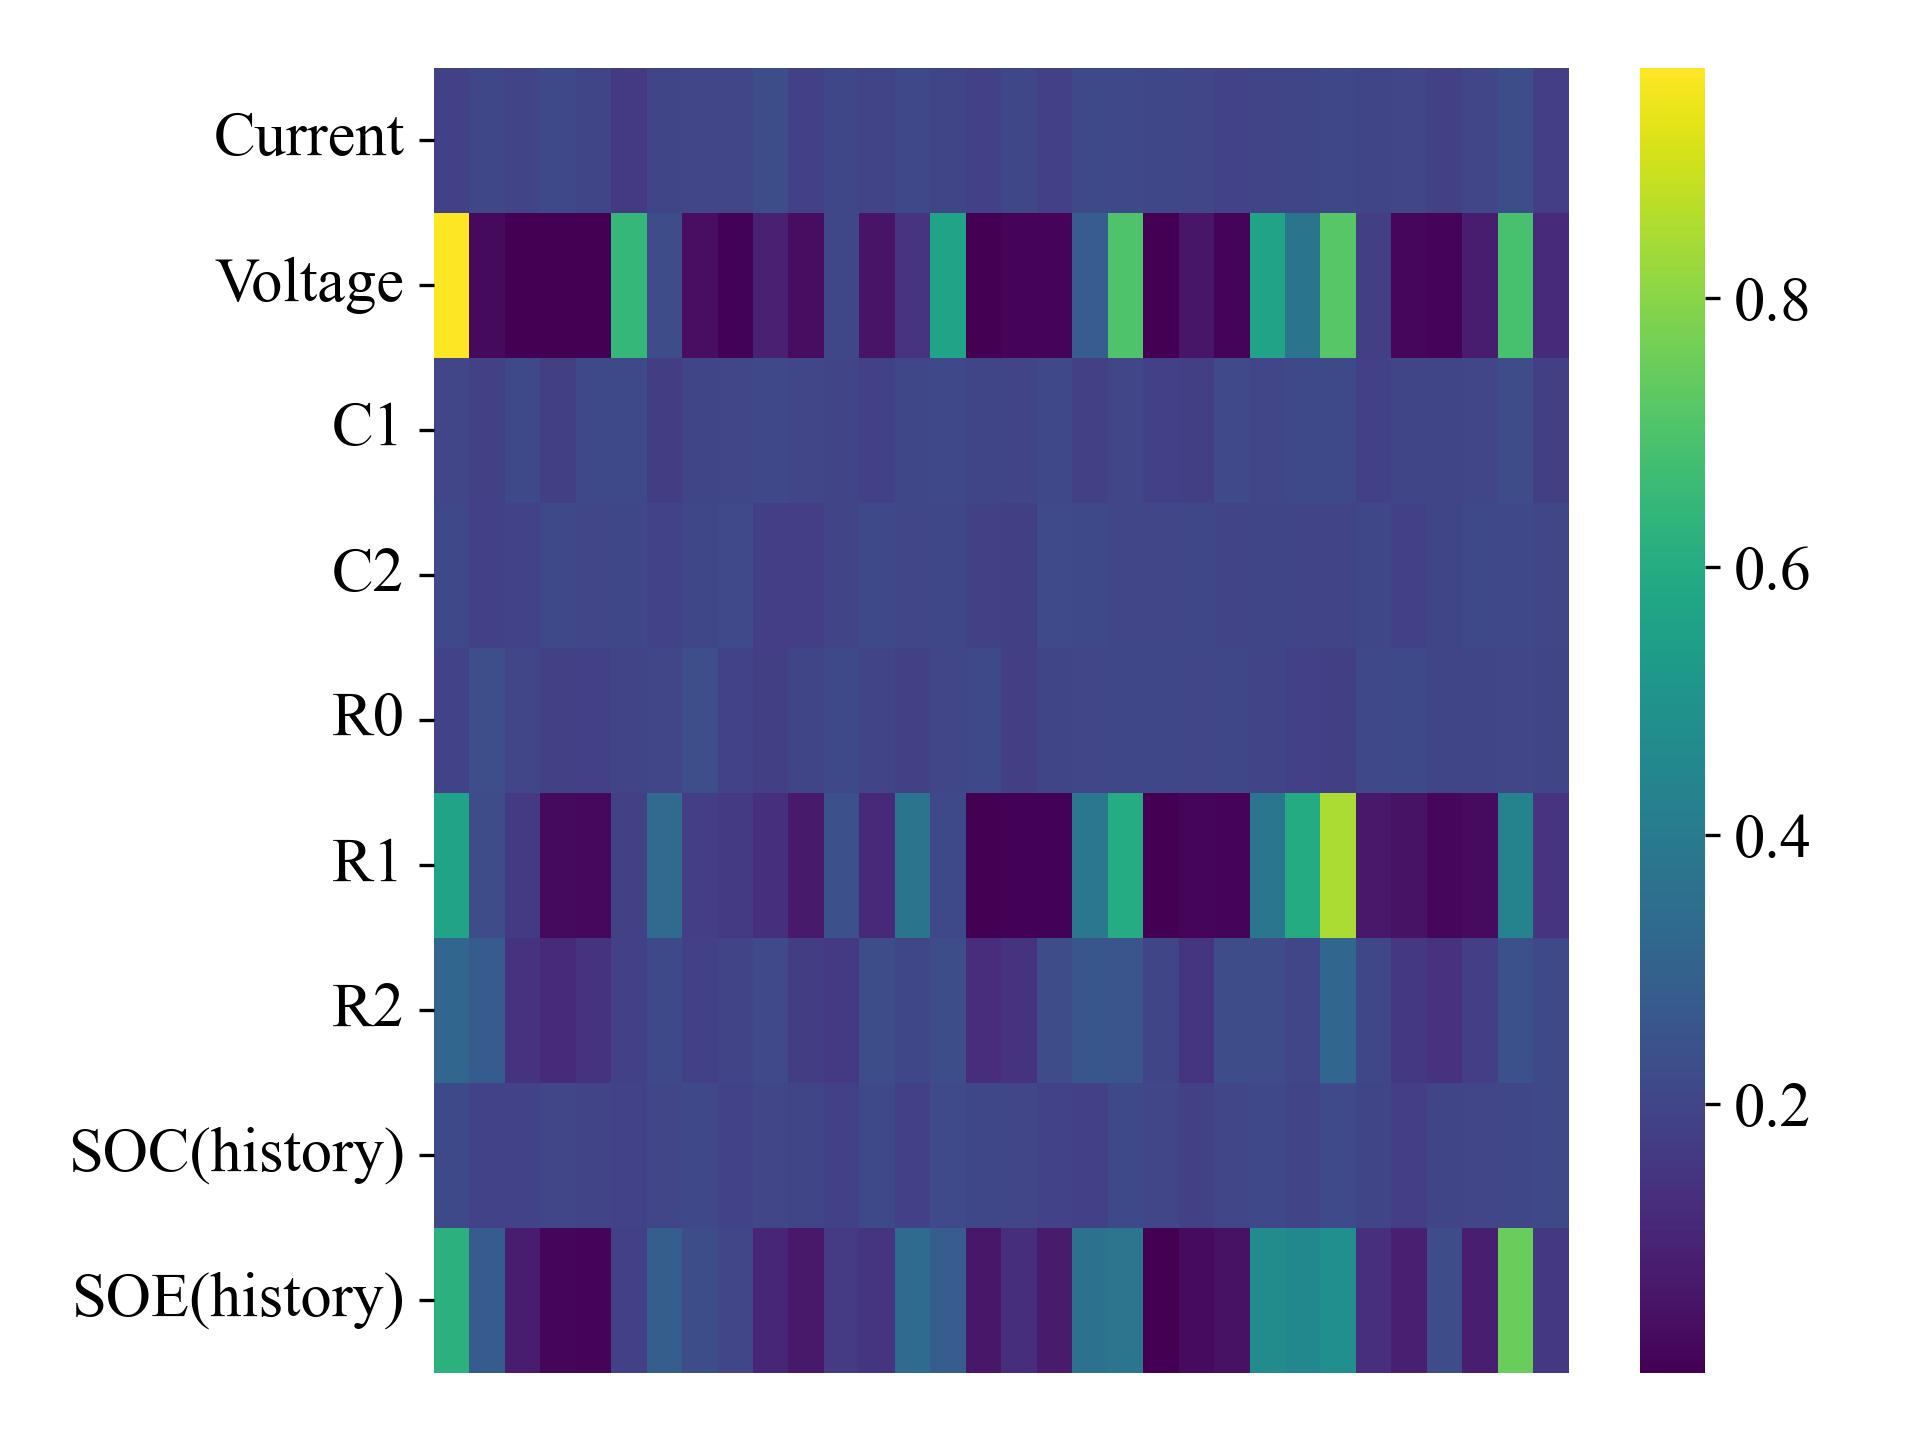 Current
Voltage
C1
C2
R0
R1
R2
SOC(history)
SOE(history)
0.8
0.6
0.4
0.2